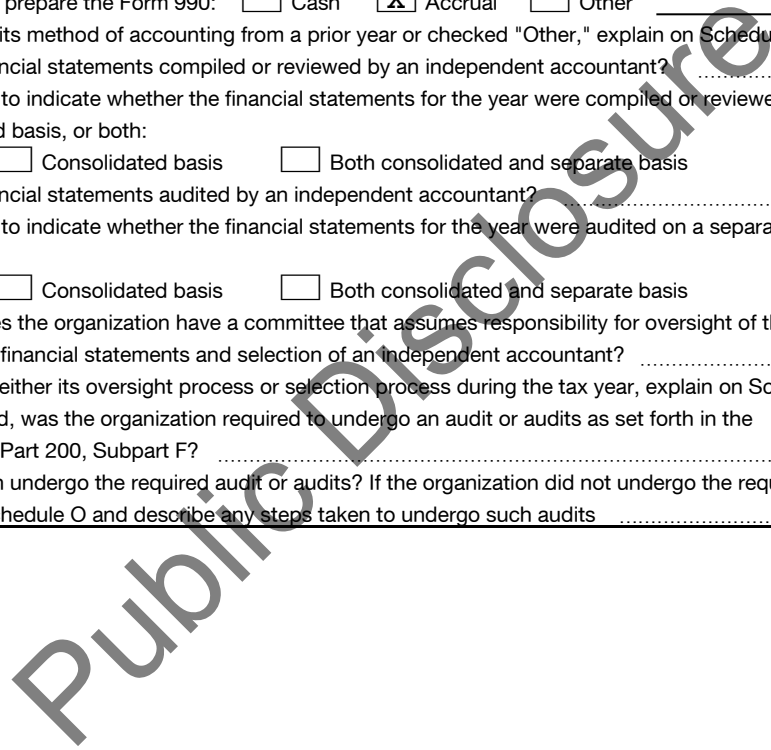 prepare the Form 990: Cash X Accrual Other
its method of accounting from a prior year or checked "Other," explain on Schedu
ncial statements compiled or reviewed by an independent accountant?
to indicate whether the financial statements for the year were compiled or reviewe
d basis, or both:
Consolidated basis Both consolidated and separate basis
ncial statements audited by an independent accountant?
to indicate whether the financial statements for the year were audited on a separa
Consolidated basis Both consolidated and separate basis
es the organization have a committee that assumes responsibility for oversight of th
financial statements and selection of an independent accountant?
either its oversight process or selection process during the tax year, explain on Sc
d, was the organization required to undergo an audit or audits as set forth in the
Part 200, Subpart F?
n undergo the required audit or audits? If the organization did not undergo the requ
hedule O and describe any steps taken to undergo such audits
Public Disclosure